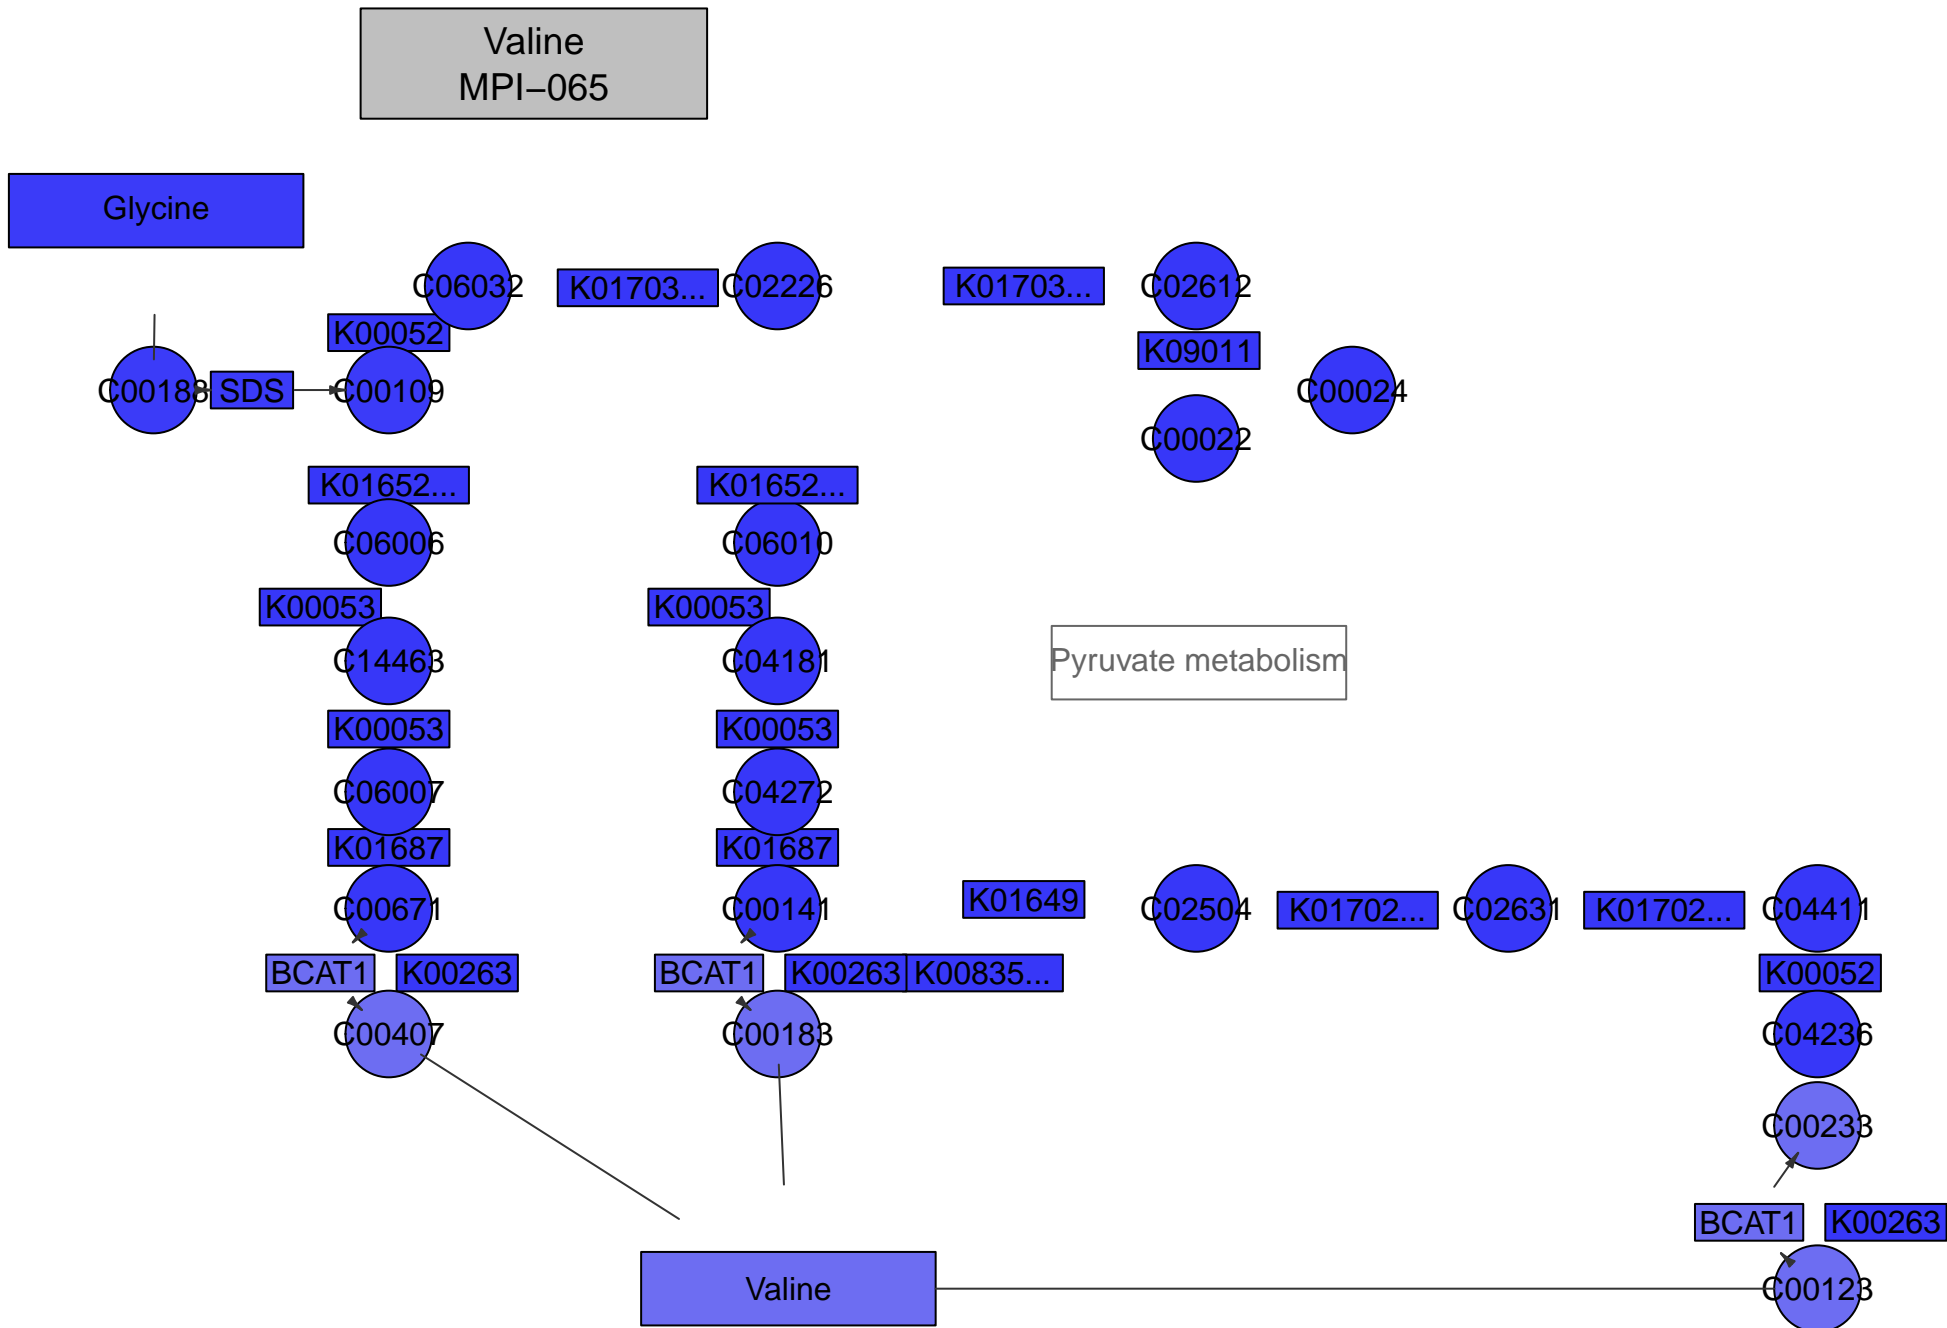 Valine
MPI−065
Glycine
C06032
K01703...
C02226
K01703...
C02612
K00052
K09011
C00188
SDS
C00109
C00024
C00022
K01652...
K01652...
C06006
C06010
K00053
K00053
C14463
C04181
Pyruvate metabolism
K00053
K00053
C06007
C04272
K01687
K01687
C00671
C00141
K01649
C02504
K01702...
C02631
K01702...
C04411
BCAT1
K00263
BCAT1
K00263
K00835...
K00052
C00407
C00183
C04236
C00233
BCAT1
K00263
Valine
C00123